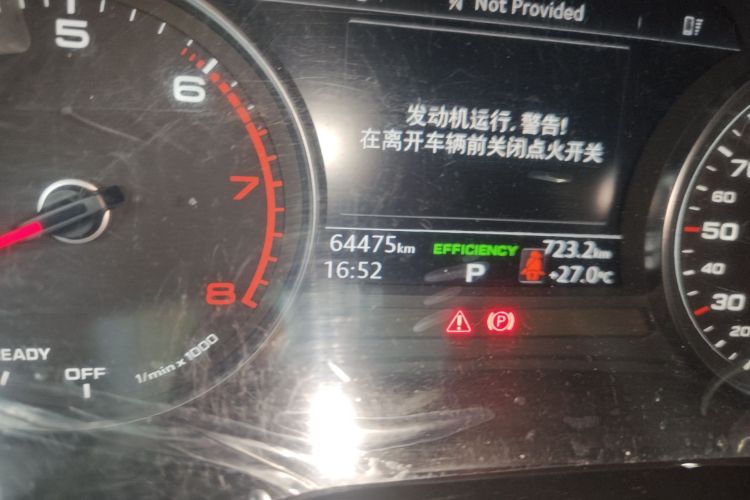 Not Provided
5
6
7
8
1/min x 1000
READY
OFF
发动机运行, 警告!
在离开车辆前关闭点火开关
64475km
EFFICIENCY
723.2km
16:52
P
+27.0°C
P
70
60
50
40
30
20